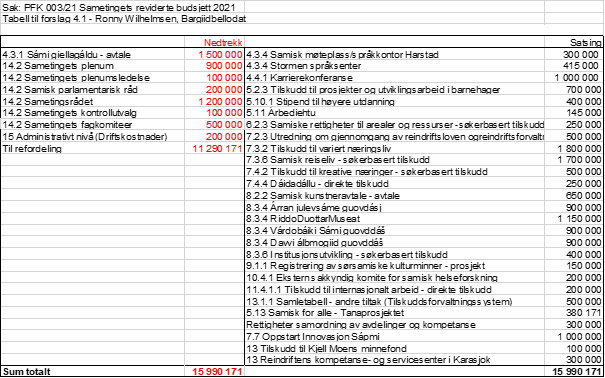 Sak: PFK 003/21 Sametingets reviderte budsjett 2021
Tabell til forslag 4.1 - Ronny Wilhelmsen, Bargiidbellodat
Nedtrekk Satsing
4.3.1 Sámi giellagáldu - avtale 1 500 000 4.3.4 Samisk møteplass/språkkontor Harstad 300 000
14.2 Sametingets plenum 900 000 4.3.4 Stormen språksenter 415 000
14.2 Sametingets plenumsledelse 100 000 4.4.1 Karrierekonferanse 1 000 000
14.2 Samisk parlamentarisk råd 200 000 5.2.3 Tilskudd til prosjekter og utviklingsarbeid i barnehager 700 000
14.2 Sametingsrådet 1 200 000 5.10.1 Stipend til høyere utdanning 400 000
14.2 Sametingets kontrollutvalg 100 000 5.11 Arbediehtu 145 000
14.2 Sametingets fagkomiteer 500 000 6.2.3 Samiske rettigheter til arealer og ressurser -søkerbasert tilskudd 250 000
15 Administrativt nivå (Driftskostnader) 200 000 7.2.3 Utredning om gjennomgang av reindriftsloven ogreindriftsforvalt 500 000
Til refordeling 11 290 171 7.3.2 Tilskudd til variert næringsliv 1 800 000
7.3.6 Samisk reiseliv - søkerbasert tilskudd 1 700 000
7.4.2 Tilskudd til kreative næringer - søkerbasert tilskudd 500 000
7.4.4 Dáidadállu - direkte tilskudd 250 000
8.2.2 Samisk kunstneravtale - avtale 650 000
8.3.4 Árran julevsáme guovdásj 900 000
8.3.4 RiddoDuottarMuseat 1 150 000
8.3.4 Várdobáiki Sámi guovddáš 900 000
8.3.4 Davvi álbmogiid guovddáš 400 000
8.3.6 Institusjonsutvikling - søkerbasert tilskudd 400 000
9.1.1 Registrering av sørsamiske kulturminner - prosjekt 150 000
10.4.1 Eksterns akkyndig komite for samisk helseforskning 200 000
11.4.1.1 Tilskudd til internasjonalt arbeid - direkte tilskudd 200 000
13.1.1 Samletabell - andre tiltak (Tilskuddsforvaltningssystem) 500 000
5.13 Samisk for alle - Tanaprosjektet 380 171
Rettigheter samordning av avdelinger og kompetanse 300 000
7.7 Oppstart Innovasjon Sápmi 1 000 000
13 Tilskudd til Kjell Moens minnefond 100 000
13 Reindriftens kompetanse- og servicesenter i Karasjok 300 000
Sum totalt 15 990 171 15 990 171